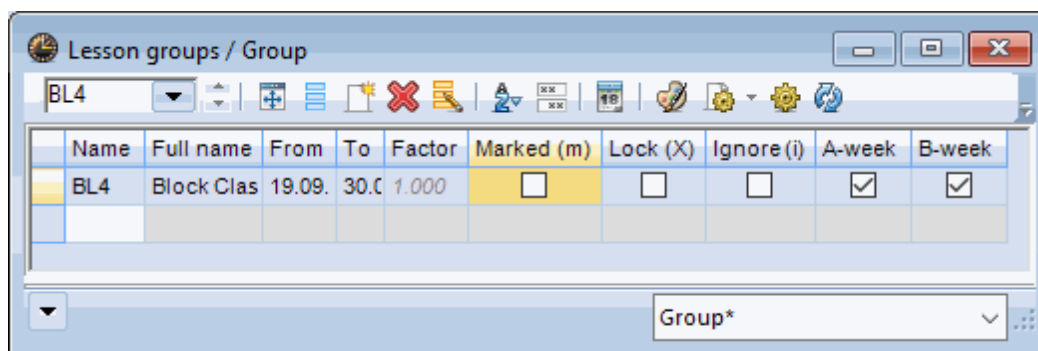 Lesson groups / Group
BL4
Name Full name From To Factor Marked (m) Lock (X) Ignore (i) A-week B-week
BL4 Block Clas 19.09. 30.0 1.000
Group*